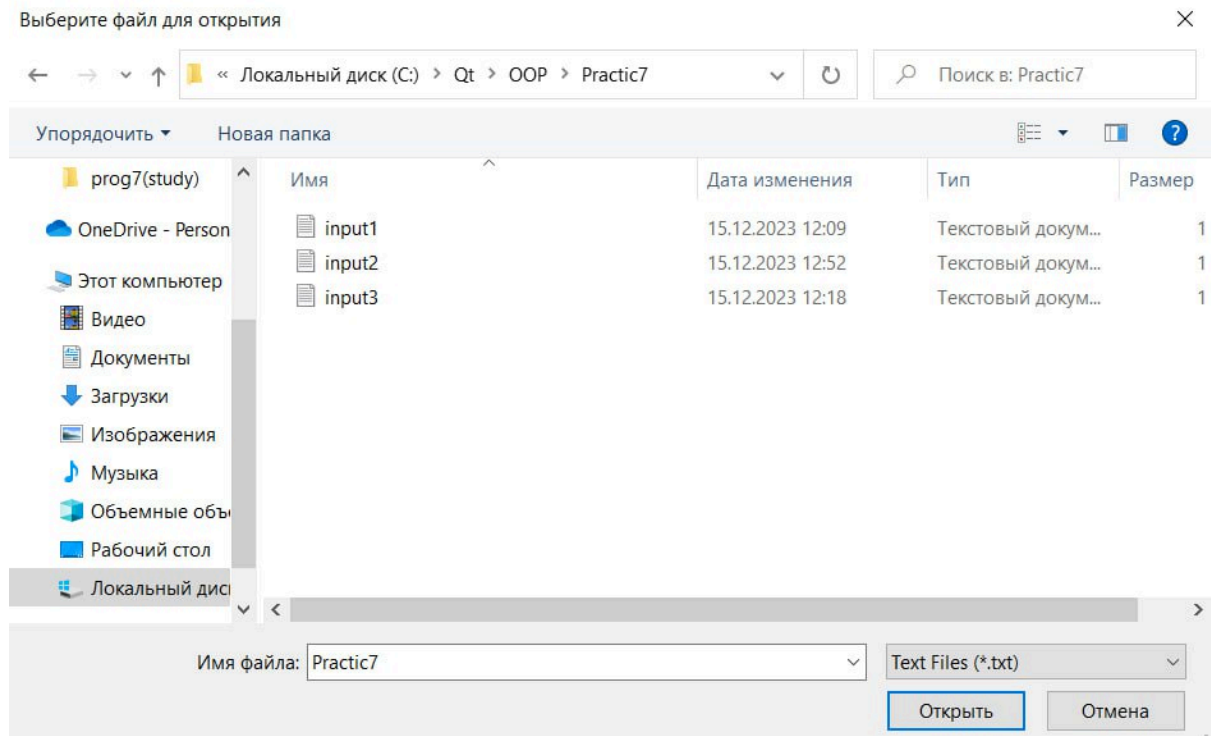 Выберите файл для открытия
« Локальный диск (C:) > Qt > OOP > Practic7
Поиск в: Practic7
Упорядочить
Новая папка
prog7(study)
OneDrive - Person
Этот компьютер
Видео
Документы
Загрузки
Изображения
Музыка
Объемные объ
Рабочий стол
Локальный дис
Имя Дата изменения Тип Размер
input1 15.12.2023 12:09 Текстовый докум... 1
input2 15.12.2023 12:52 Текстовый докум... 1
input3 15.12.2023 12:18 Текстовый докум... 1
Имя файла: Practic7
Text Files (*.txt)
Открыть
Отмена